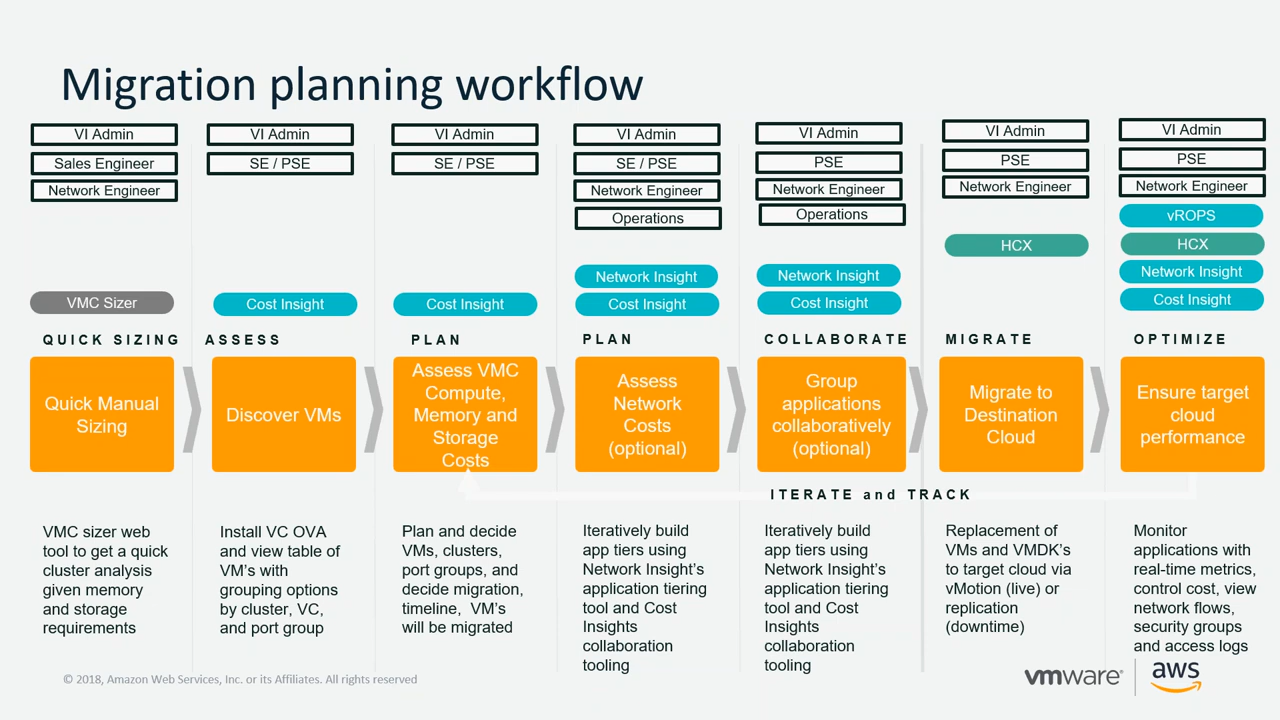 Migration planning workflow
VI Admin
Sales Engineer
Network Engineer
VMC Sizer
QUICK SIZING
Quick Manual
Sizing
VMC sizer web
tool to get a quick
cluster analysis
given memory
and storage
requirements
VI Admin
SE / PSE
Cost Insight
ASSESS
Discover VMs
Install VC OVA
and view table of
VM's with
grouping options
by cluster, VC,
and port group
VI Admin
SE / PSE
Cost Insight
PLAN
Assess VMC
Compute,
Memory and
Storage
Costs
Plan and decide
VMs, clusters,
port groups, and
decide migration,
timeline, VM's
will be migrated
VI Admin
SE / PSE
Network Engineer
Operations
Network Insight
Cost Insight
PLAN
Assess
Network
Costs
(optional)
Iteratively build
app tiers using
Network Insight's
application tiering
tool and Cost
Insights
collaboration
tooling
VI Admin
PSE
Network Engineer
Operations
Network Insight
Cost Insight
COLLABORATE
Group
applications
collaboratively
(optional)
Iteratively build
app tiers using
Network Insight's
application tiering
tool and Cost
Insights
collaboration
tooling
VI Admin
PSE
Network Engineer
HCX
MIGRATE
Migrate to
Destination
Cloud
Replacement of
VMs and VMDK's
to target cloud via
vMotion (live) or
replication
(downtime)
VI Admin
PSE
Network Engineer
vROPS
HCX
Network Insight
Cost Insight
OPTIMIZE
Ensure target
cloud
performance
Monitor
applications with
real-time metrics,
control cost, view
network flows,
security groups
and access logs
ITERATE and TRACK
© 2018, Amazon Web Services, Inc. or its Affiliates. All rights reserved
vmware
aws